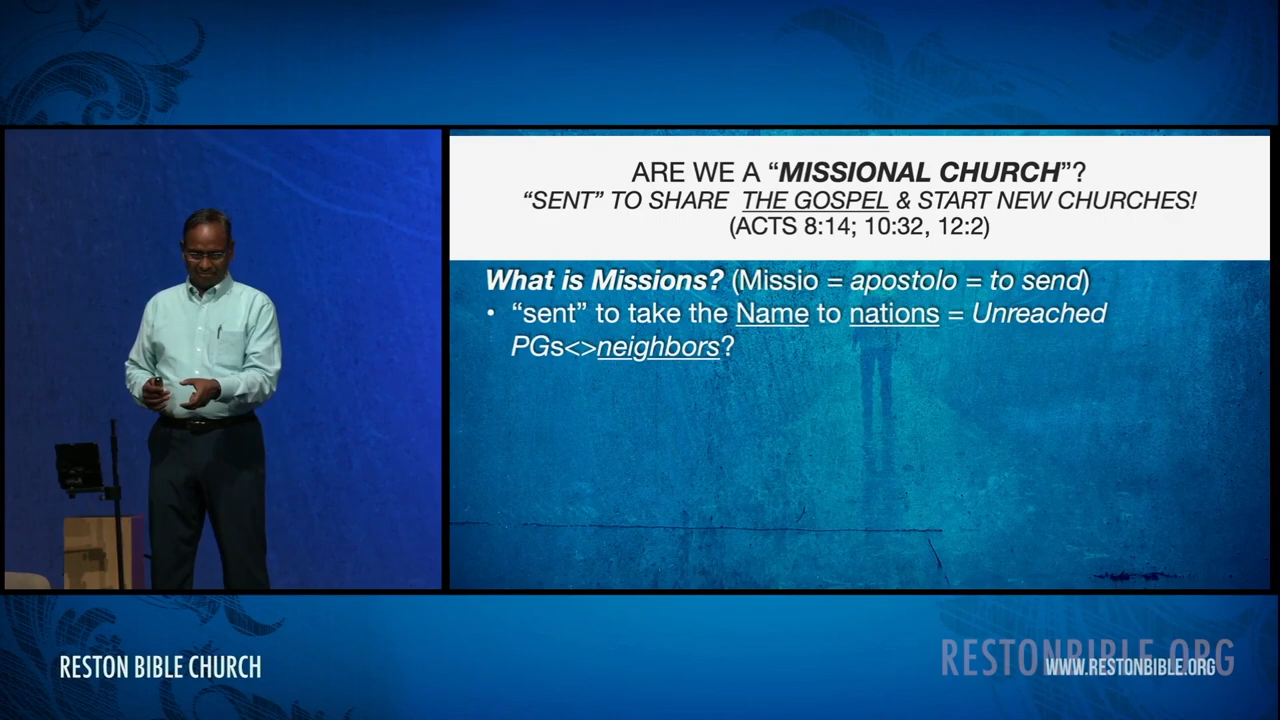 ARE WE A “MISSIONAL CHURCH”?
“SENT” TO SHARE THE GOSPEL & START NEW CHURCHES!
(ACTS 8:14; 10:32, 12:2)
What is Missions? (Missio = apostolo = to send)
• “sent” to take the Name to nations = Unreached
PGs<>neighbors?
RESTON BIBLE CHURCH
RESTONBIBLE.ORG
WWW.RESTONBIBLE.ORG